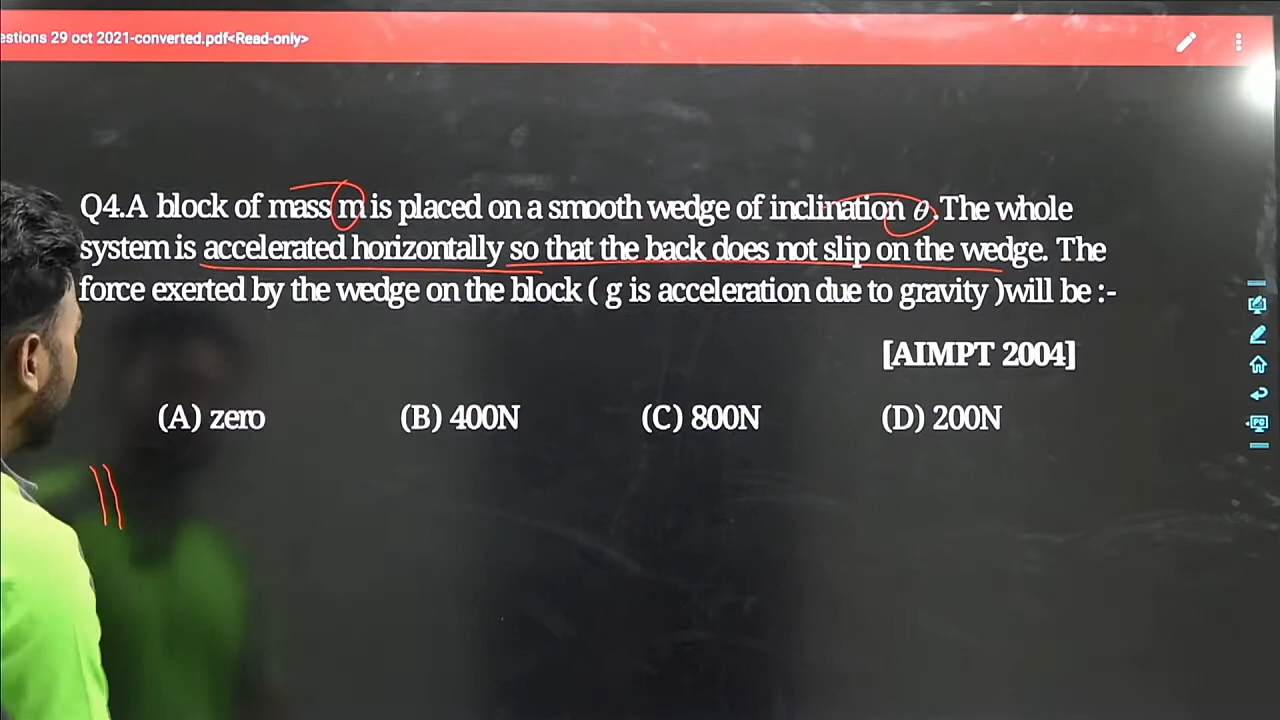 estions 29 oct 2021-converted.pdf<Read-only>
Q4.A block of mass m is placed on a smooth wedge of inclination θ.The whole
system is accelerated horizontally so that the back does not slip on the wedge. The
force exerted by the wedge on the block ( g is acceleration due to gravity )will be :-
[AIMPT 2004]
(A) zero (B) 400N (C) 800N (D) 200N